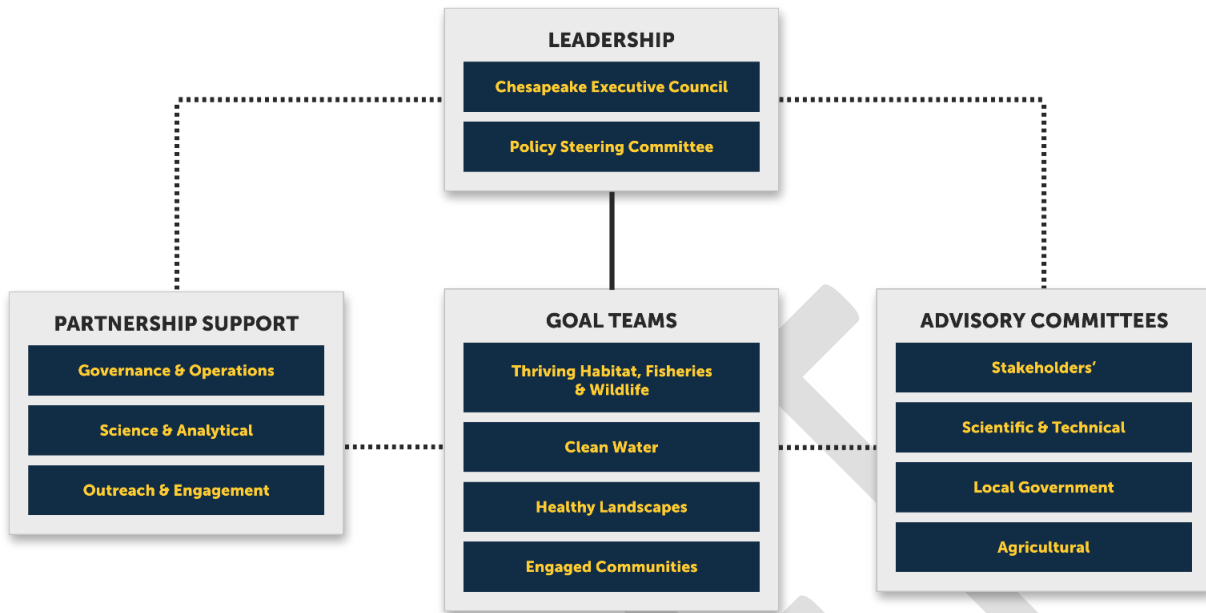 LEADERSHIP
Chesapeake Executive Council
Policy Steering Committee
PARTNERSHIP SUPPORT
Governance & Operations
Science & Analytical
Outreach & Engagement
GOAL TEAMS
Thriving Habitat, Fisheries
& Wildlife
Clean Water
Healthy Landscapes
Engaged Communities
ADVISORY COMMITTEES
Stakeholders’
Scientific & Technical
Local Government
Agricultural